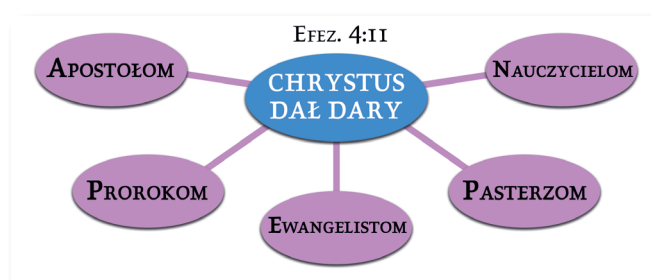 Efez. 4:11
Apostołom
CHRYSTUS
DAŁ DARY
Nauczycielom
Prorokom
Ewangelistom
Pasterzom